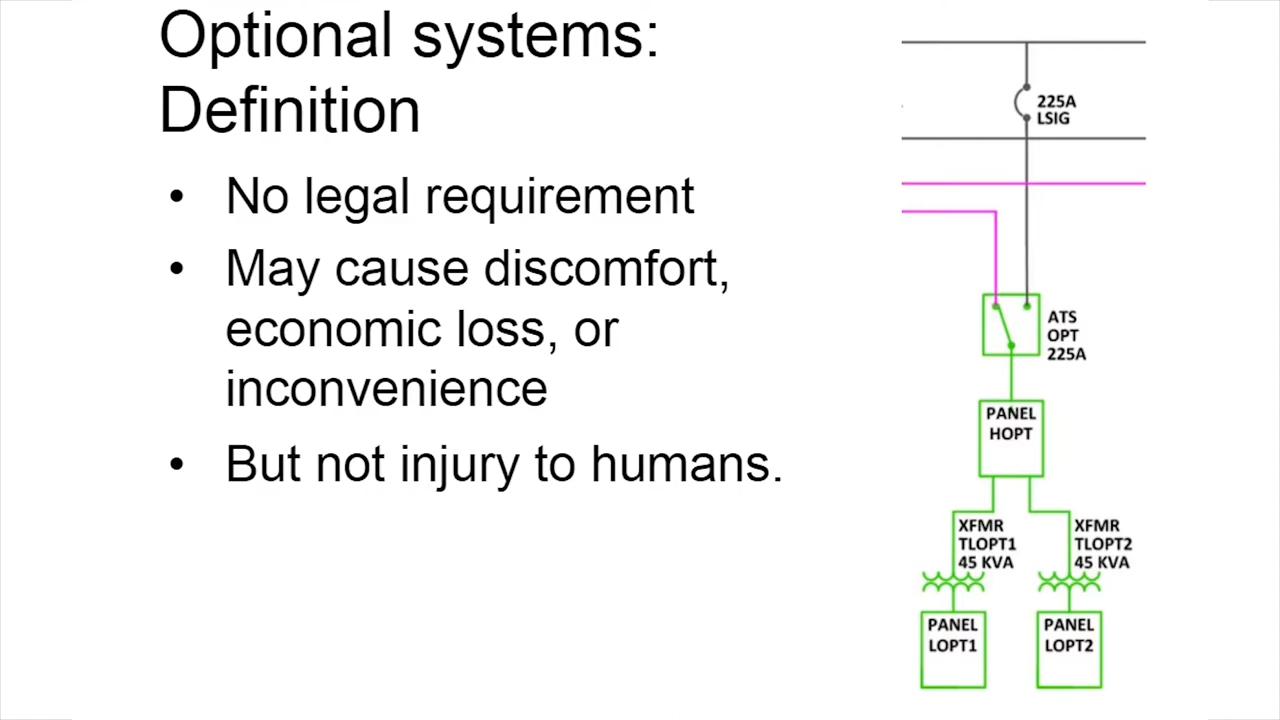 Optional systems:
Definition
• No legal requirement
• May cause discomfort,
economic loss, or
inconvenience
• But not injury to humans.
225A
LSIG
ATS
OPT
225A
PANEL
HOPT
XFMR
TLOPT1
45 KVA
XFMR
TLOPT2
45 KVA
PANEL
LOPT1
PANEL
LOPT2